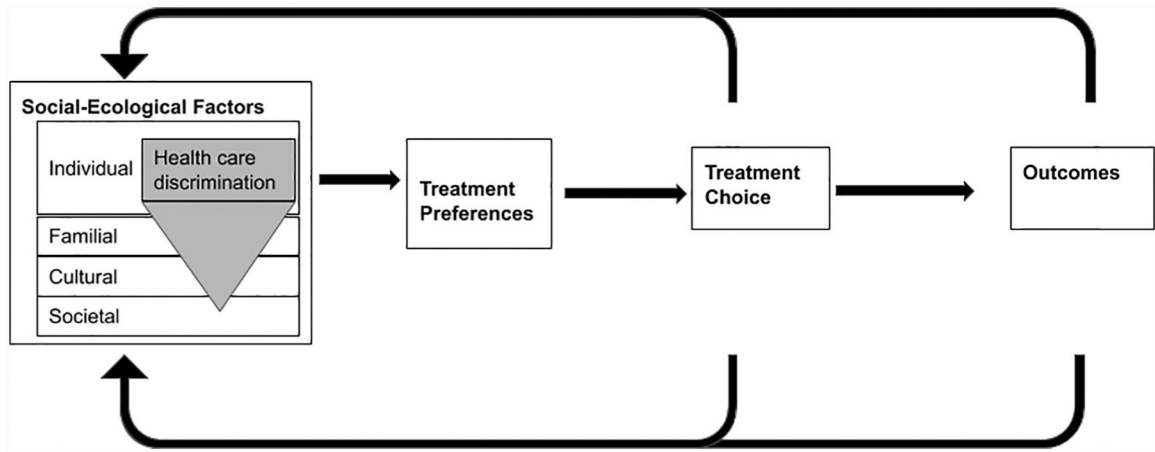 Social-Ecological Factors
Individual
Health care
discrimination
Familial
Cultural
Societal
Treatment
Preferences
Treatment
Choice
Outcomes